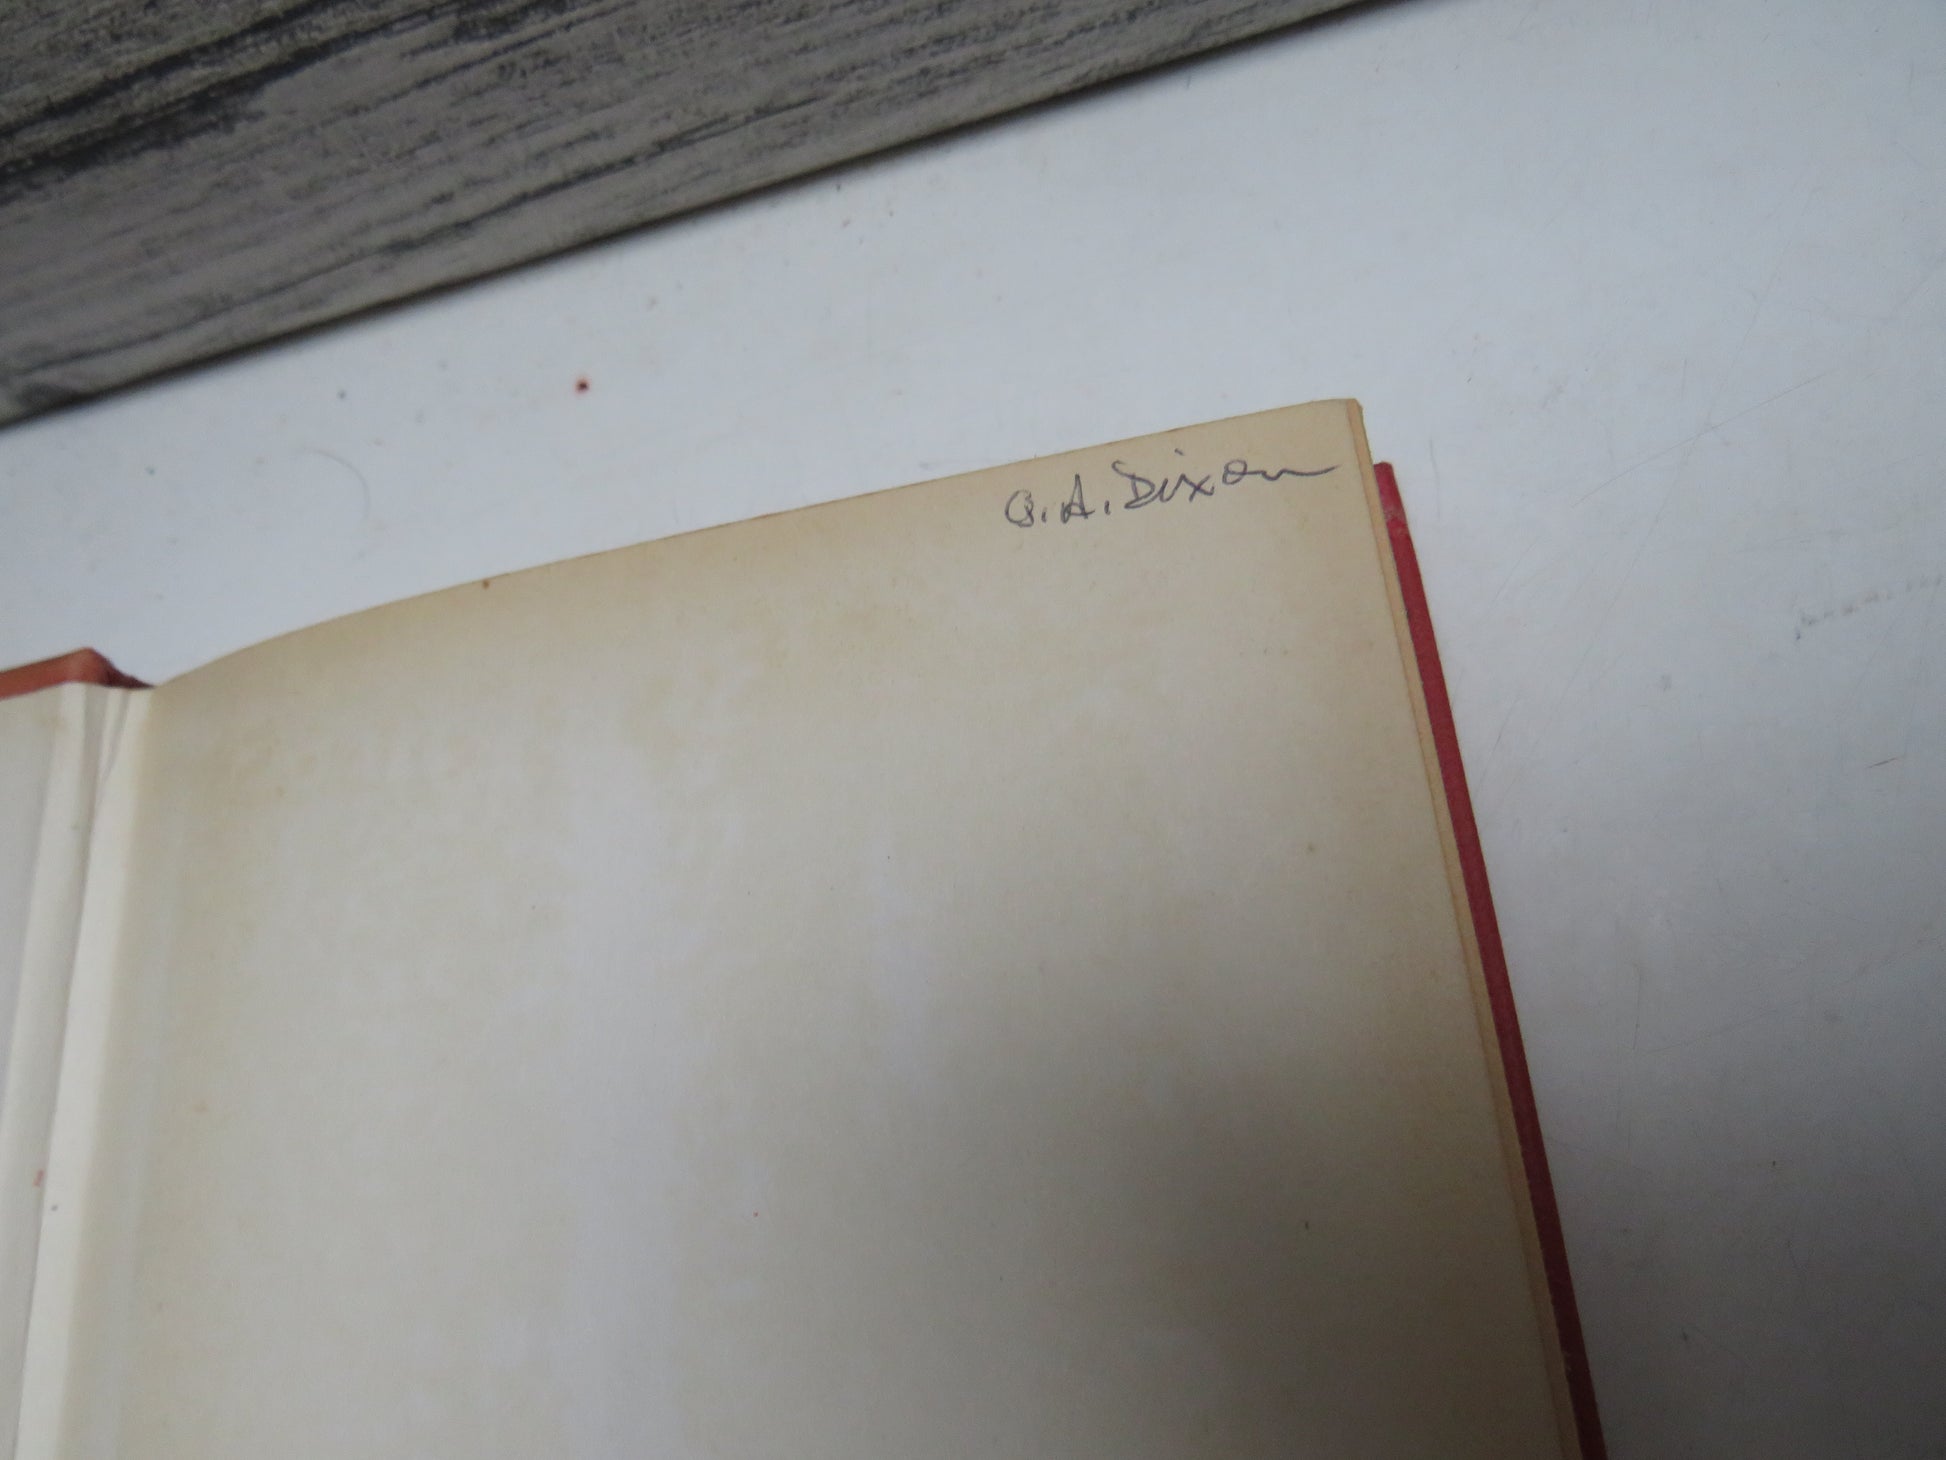 O. A. Dixon